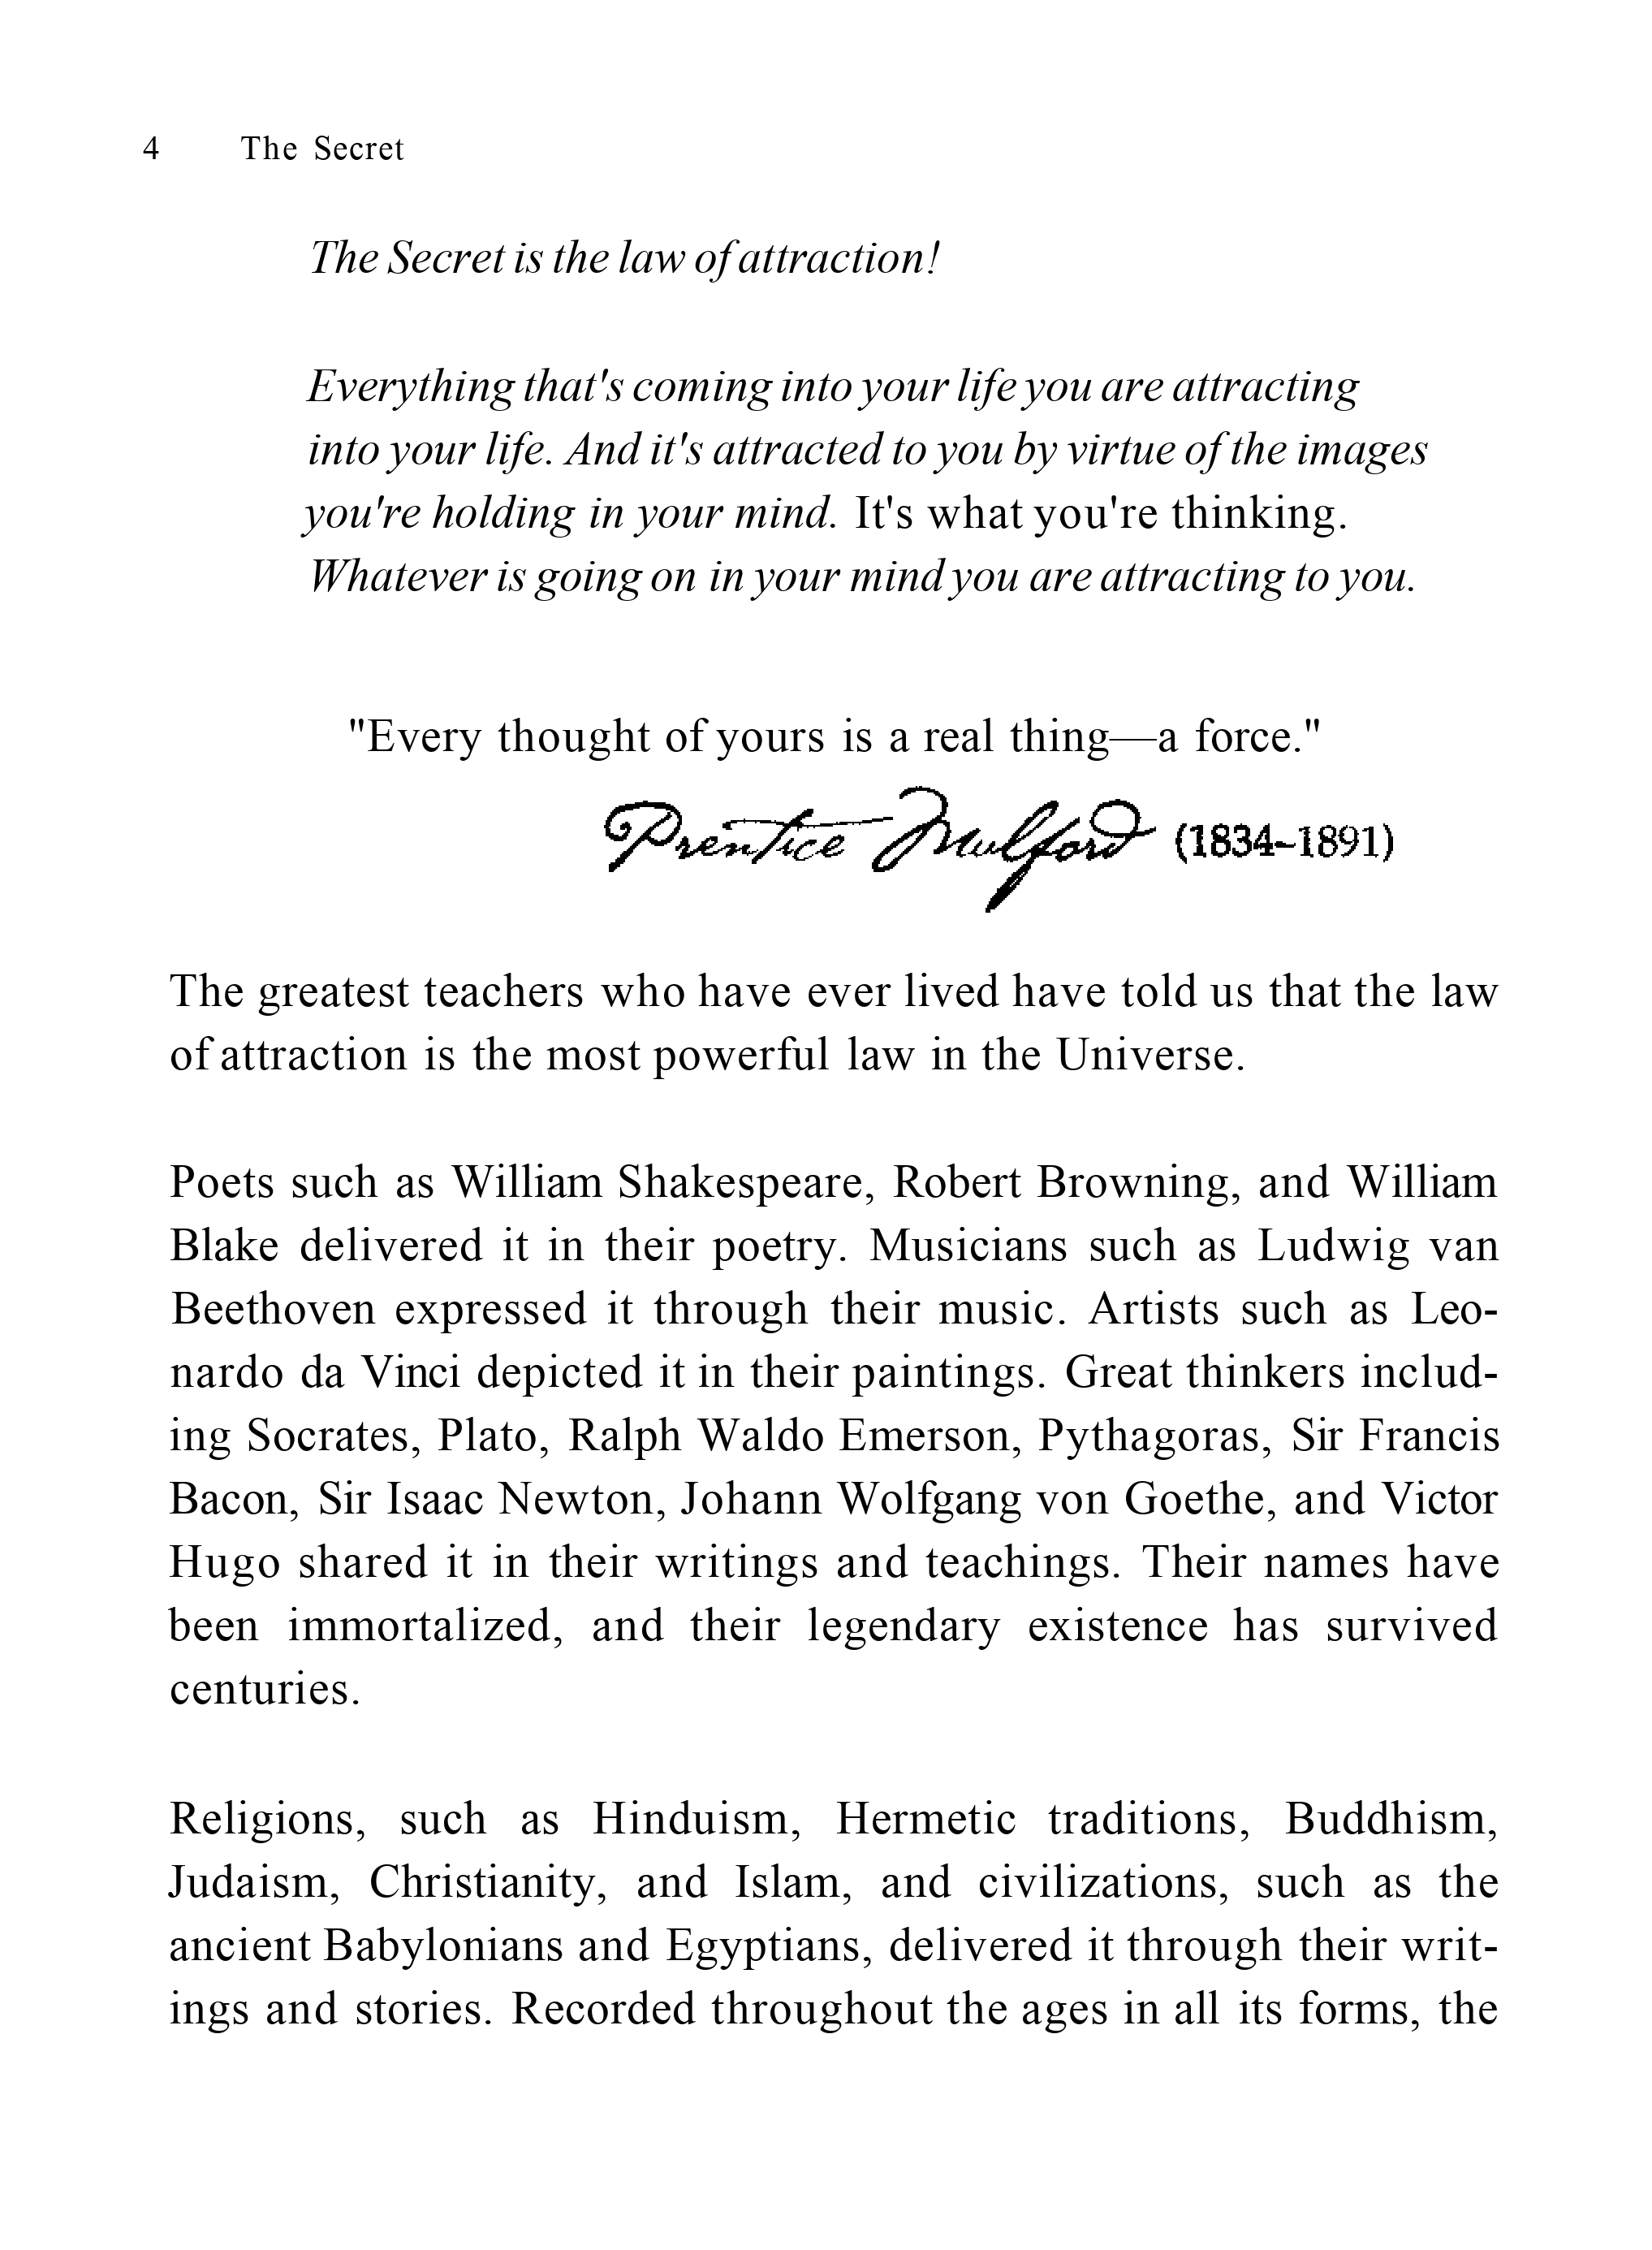 4 The Secret
The Secret is the law of attraction!
Everything that's coming into your life you are attracting
into your life. And it's attracted to you by virtue of the images
you're holding in your mind. It's what you're thinking.
Whatever is going on in your mind you are attracting to you.
"Every thought of yours is a real thing—a force."
Prentice Mulford (1834–1891)
The greatest teachers who have ever lived have told us that the law
of attraction is the most powerful law in the Universe.
Poets such as William Shakespeare, Robert Browning, and William
Blake delivered it in their poetry. Musicians such as Ludwig van
Beethoven expressed it through their music. Artists such as Leo-
nardo da Vinci depicted it in their paintings. Great thinkers includ-
ing Socrates, Plato, Ralph Waldo Emerson, Pythagoras, Sir Francis
Bacon, Sir Isaac Newton, Johann Wolfgang von Goethe, and Victor
Hugo shared it in their writings and teachings. Their names have
been immortalized, and their legendary existence has survived
centuries.
Religions, such as Hinduism, Hermetic traditions, Buddhism,
Judaism, Christianity, and Islam, and civilizations, such as the
ancient Babylonians and Egyptians, delivered it through their writ-
ings and stories. Recorded throughout the ages in all its forms, the